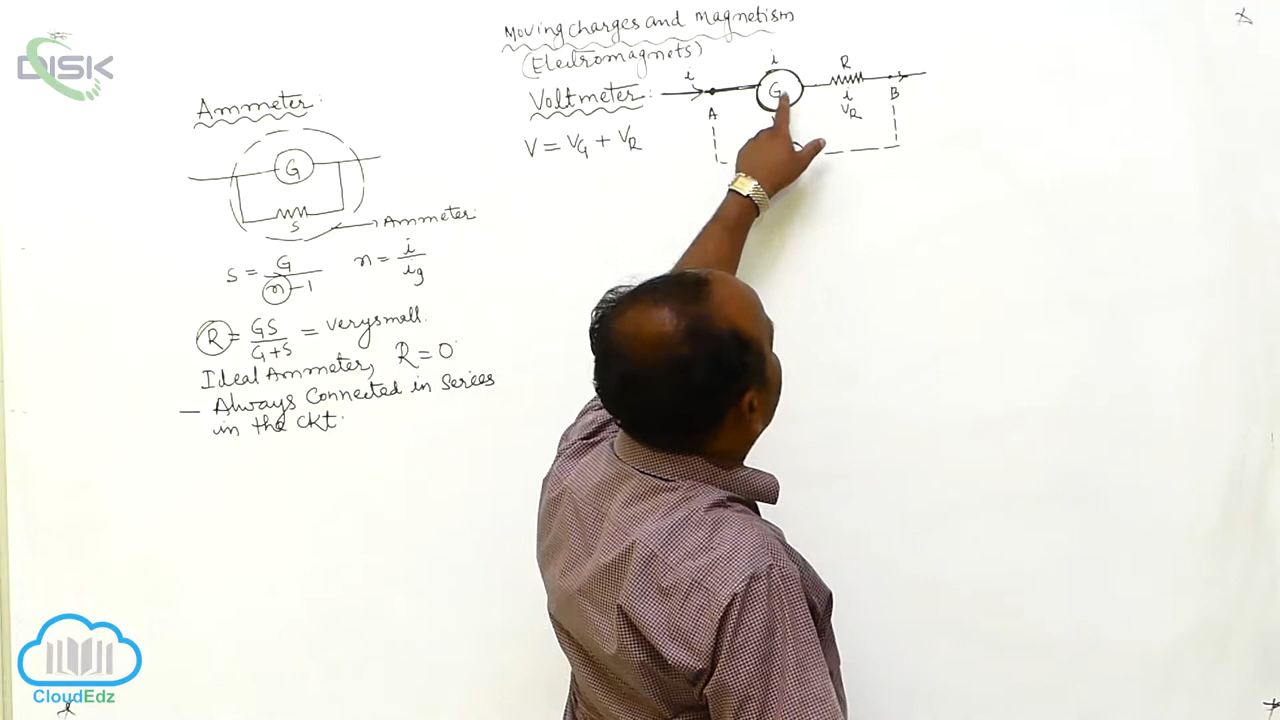 Moving charges and Magnetism
(Electromagnets)
DISK
Ammeter:
G
S
Ammeter:
S = G / (n) - 1
n = i / ig
R = GS / G+S = very small.
Ideal Ammeter, R = 0
— Always Connected in Series
in the CKT.
Voltmeter:
i
i
G
R
i
VR
A
B
V = VG + VR
CloudEdz